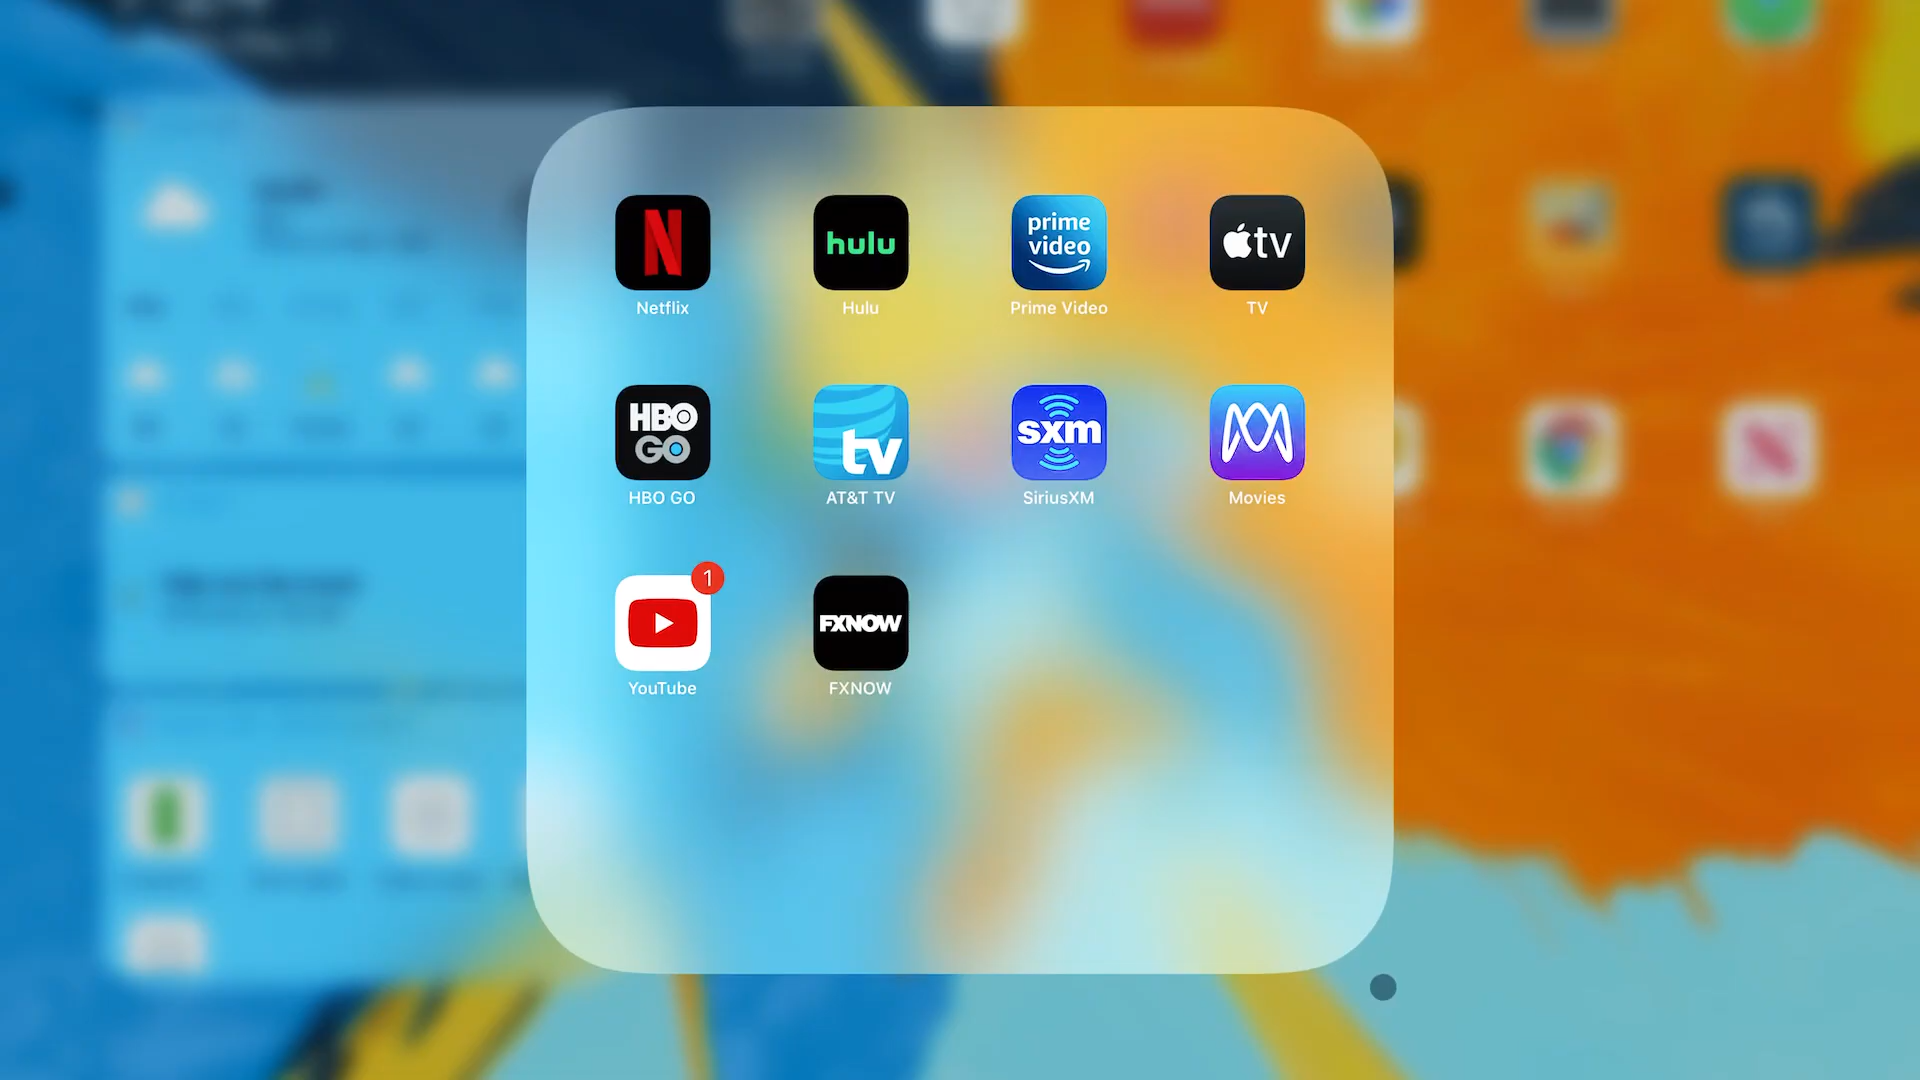 N
hulu
prime
video
tv
Netflix
Hulu
Prime Video
TV
HBO
GO
tv
sxm
HBO GO
AT&T TV
SiriusXM
Movies
1
FXNOW
YouTube
FXNOW